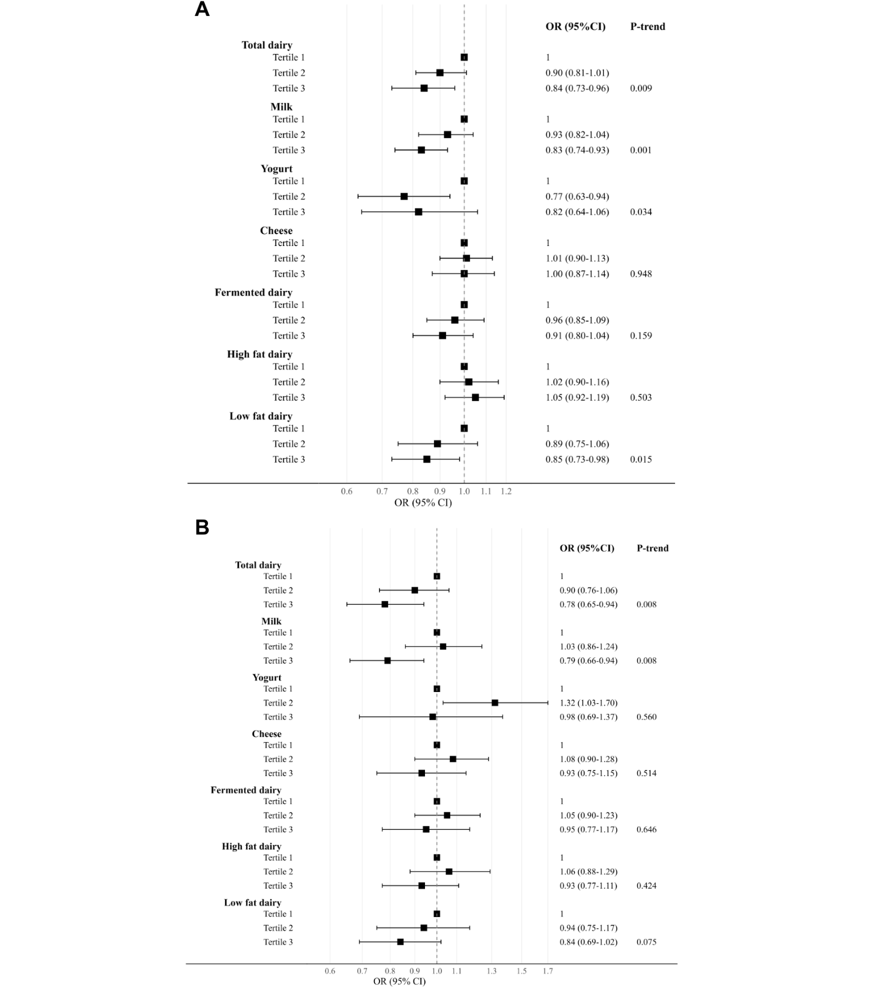 A
OR (95%CI) P-trend
Total dairy
Tertile 1 1
Tertile 2 0.90 (0.81-1.01)
Tertile 3 0.84 (0.73-0.96) 0.009
Milk
Tertile 1 1
Tertile 2 0.93 (0.82-1.04)
Tertile 3 0.83 (0.74-0.93) 0.001
Yogurt
Tertile 1 1
Tertile 2 0.77 (0.63-0.94)
Tertile 3 0.82 (0.64-1.06) 0.034
Cheese
Tertile 1 1
Tertile 2 1.01 (0.90-1.13)
Tertile 3 1.00 (0.87-1.14) 0.948
Fermented dairy
Tertile 1 1
Tertile 2 0.96 (0.85-1.09)
Tertile 3 0.91 (0.80-1.04) 0.159
High fat dairy
Tertile 1 1
Tertile 2 1.02 (0.90-1.16)
Tertile 3 1.05 (0.92-1.19) 0.503
Low fat dairy
Tertile 1 1
Tertile 2 0.89 (0.75-1.06)
Tertile 3 0.85 (0.73-0.98) 0.015
0.6 0.7 0.8 0.9 1.0 1.1 1.2
OR (95% CI)
B
OR (95%CI) P-trend
Total dairy
Tertile 1 1
Tertile 2 0.90 (0.76-1.06)
Tertile 3 0.78 (0.65-0.94) 0.008
Milk
Tertile 1 1
Tertile 2 1.03 (0.86-1.24)
Tertile 3 0.79 (0.66-0.94) 0.008
Yogurt
Tertile 1 1
Tertile 2 1.32 (1.03-1.70)
Tertile 3 0.98 (0.69-1.37) 0.560
Cheese
Tertile 1 1
Tertile 2 1.08 (0.90-1.28)
Tertile 3 0.93 (0.75-1.15) 0.514
Fermented dairy
Tertile 1 1
Tertile 2 1.05 (0.90-1.23)
Tertile 3 0.95 (0.77-1.17) 0.646
High fat dairy
Tertile 1 1
Tertile 2 1.06 (0.88-1.29)
Tertile 3 0.93 (0.77-1.11) 0.424
Low fat dairy
Tertile 1 1
Tertile 2 0.94 (0.75-1.17)
Tertile 3 0.84 (0.69-1.02) 0.075
0.6 0.7 0.8 0.9 1.0 1.1 1.3 1.5 1.7
OR (95% CI)